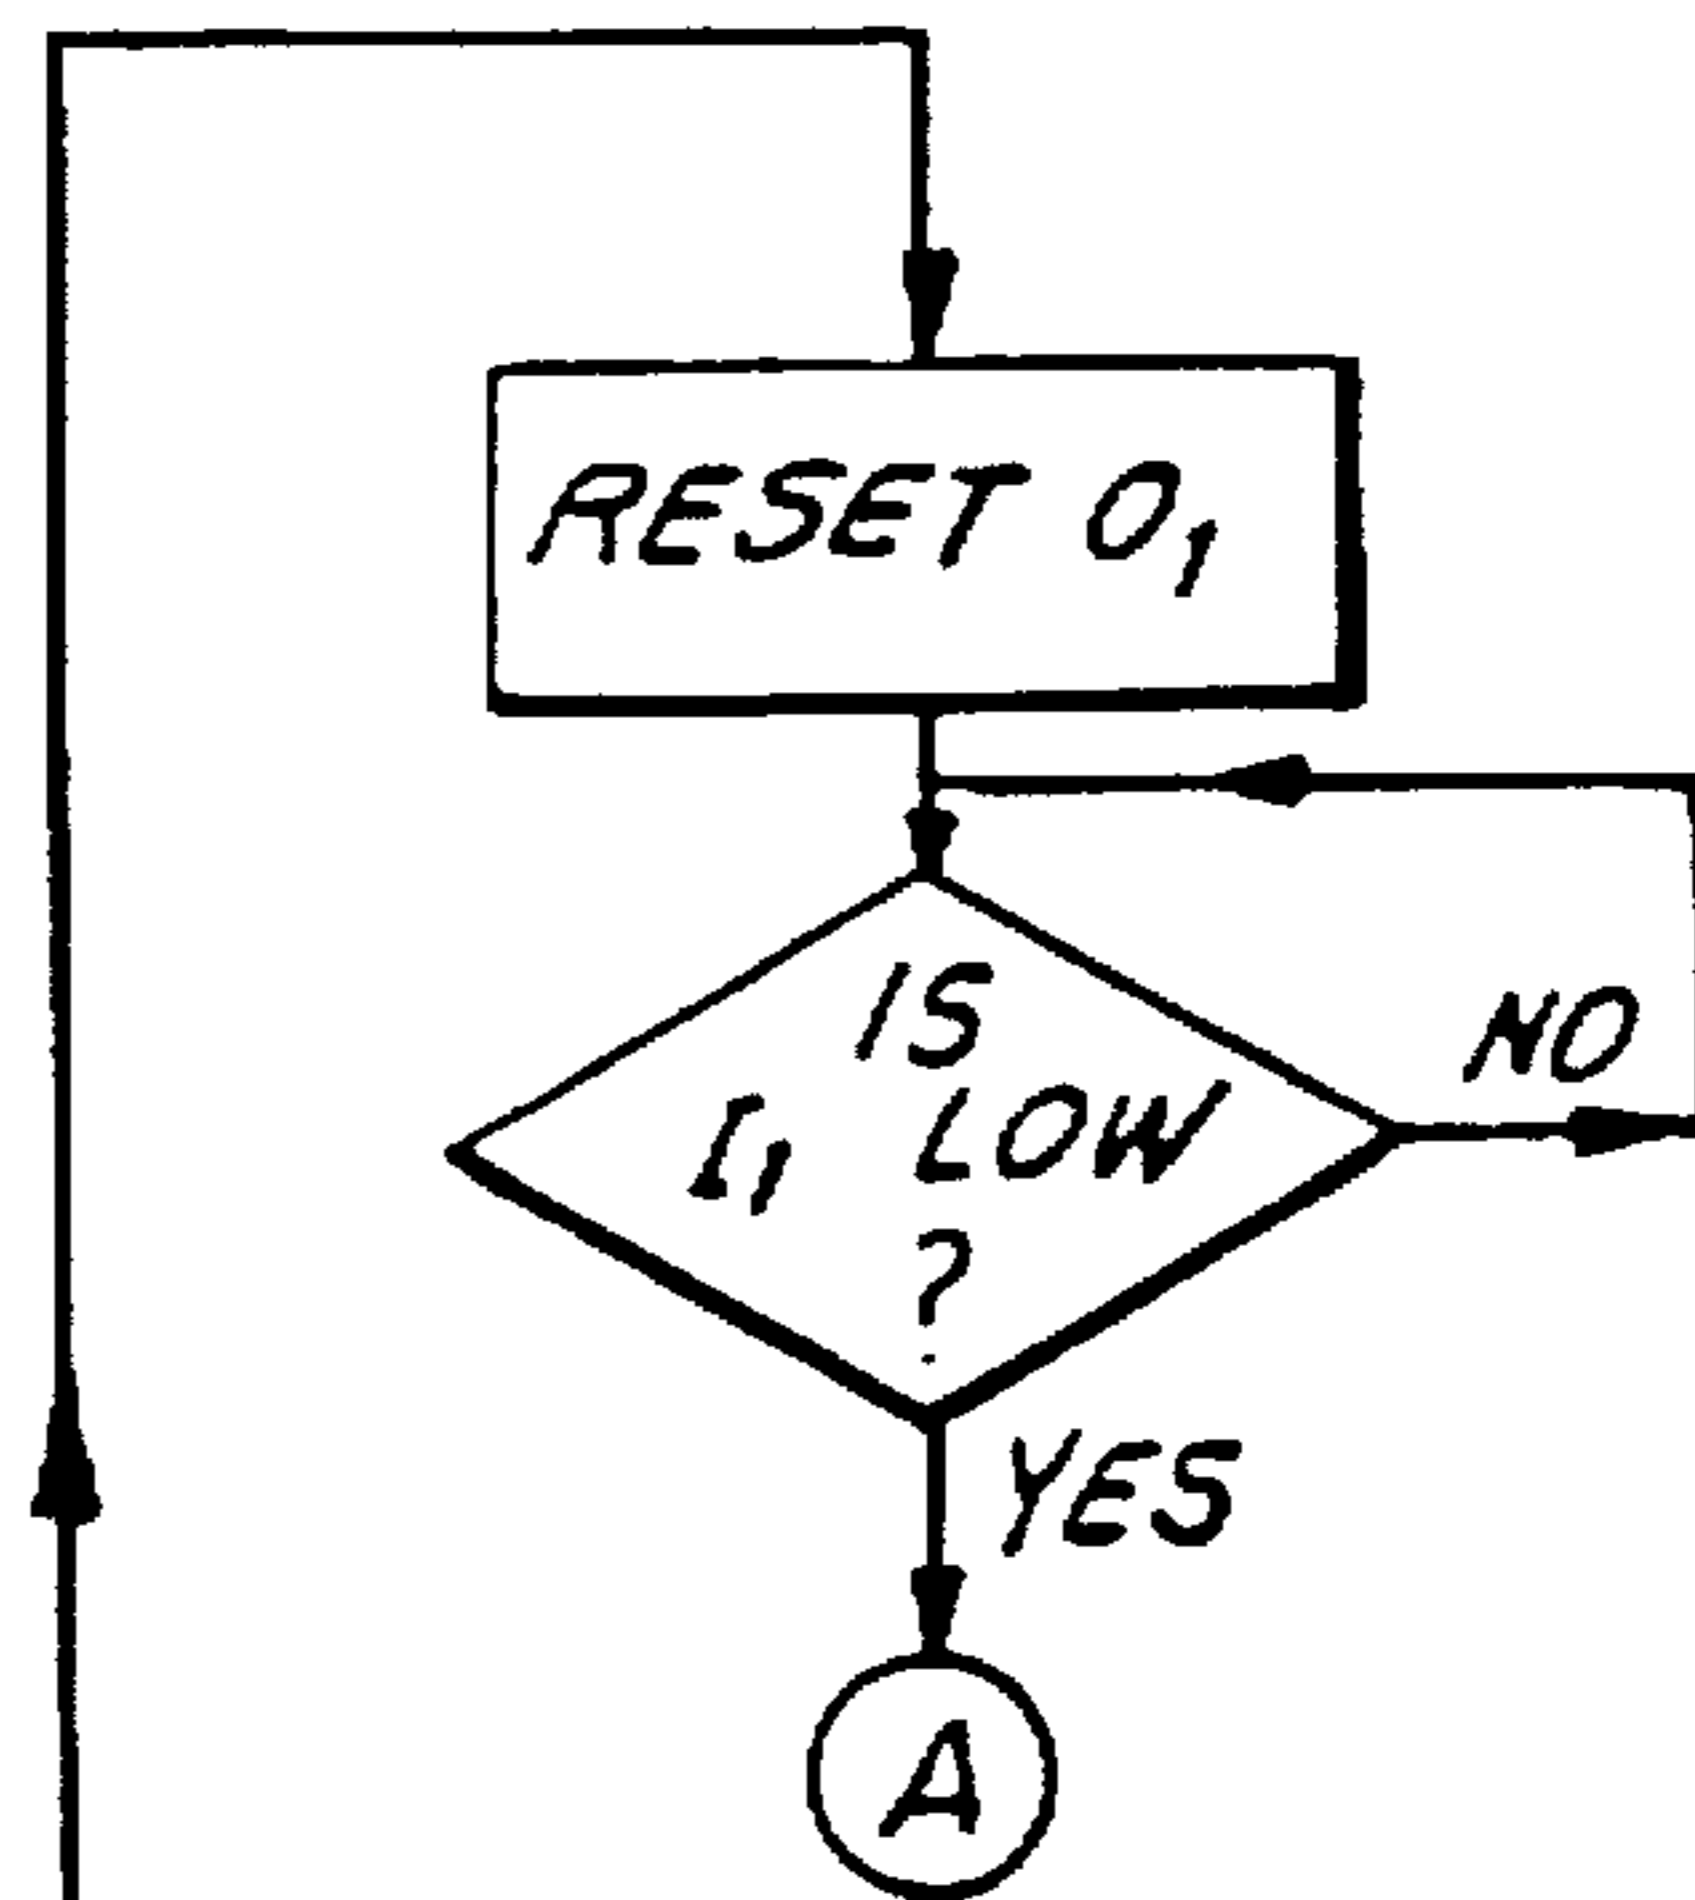 RESET O₁
IS
I₁ LOW
?
NO
YES
A